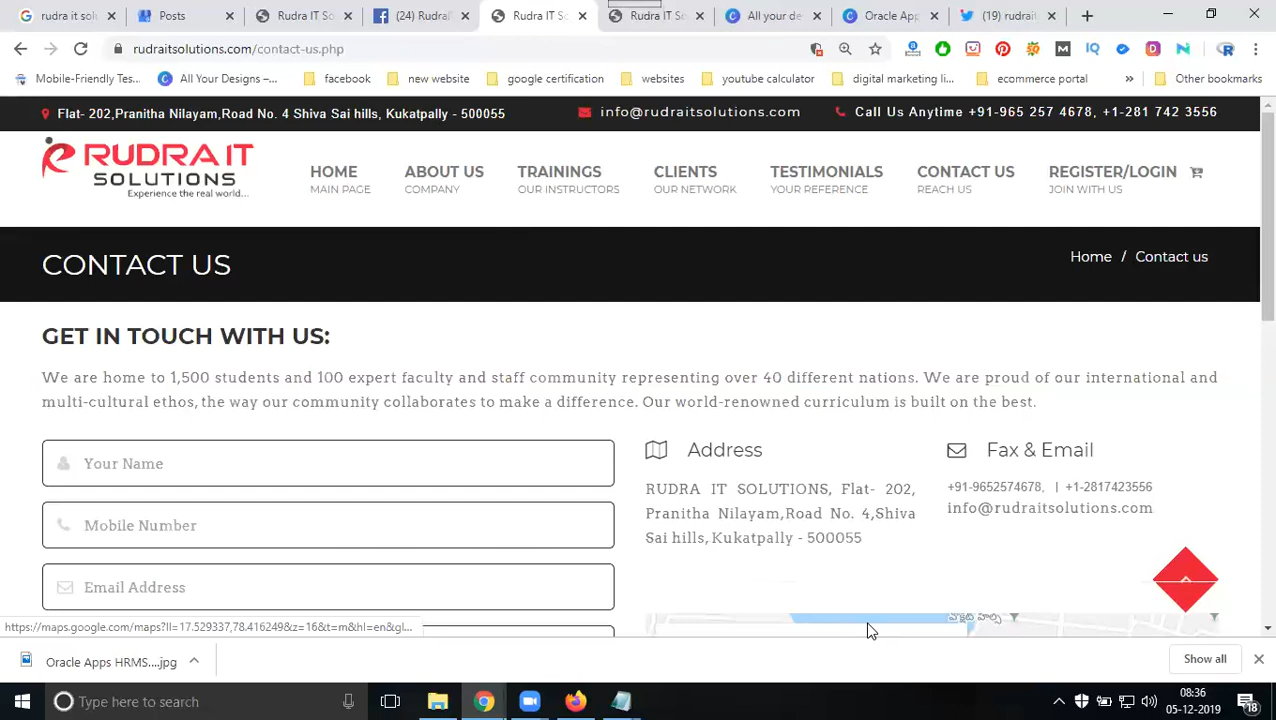 rudra it solu
Posts
Rudra IT So
(24) Rudra
Rudra IT So
Rudra IT Se
All your de
Oracle App
(19) rudrait
rudraitsolutions.com/contact-us.php
Mobile-Friendly Tes...
All Your Designs –...
facebook
new website
google certification
websites
youtube calculator
digital marketing li...
ecommerce portal
Other bookmarks
Flat- 202,Pranitha Nilayam,Road No. 4 Shiva Sai hills, Kukatpally - 500055
info@rudraitsolutions.com
Call Us Anytime +91-965 257 4678, +1-281 742 3556
RUDRA IT
SOLUTIONS
Experience the real world...
HOME
MAIN PAGE
ABOUT US
COMPANY
TRAININGS
OUR INSTRUCTORS
CLIENTS
OUR NETWORK
TESTIMONIALS
YOUR REFERENCE
CONTACT US
REACH US
REGISTER/LOGIN
JOIN WITH US
CONTACT US
Home / Contact us
GET IN TOUCH WITH US:
We are home to 1,500 students and 100 expert faculty and staff community representing over 40 different nations. We are proud of our international and
multi-cultural ethos, the way our community collaborates to make a difference. Our world-renowned curriculum is built on the best.
Your Name
Mobile Number
Email Address
Address
RUDRA IT SOLUTIONS, Flat- 202,
Pranitha Nilayam,Road No. 4,Shiva
Sai hills, Kukatpally - 500055
Fax & Email
+91-9652574678, | +1-2817423556
info@rudraitsolutions.com
https://maps.google.com/maps?ll=17.529337,78.416249&z=16&t=m&hl=en&gl...
Oracle Apps HRMS....jpg
Show all
Type here to search
08:36
05-12-2019
18